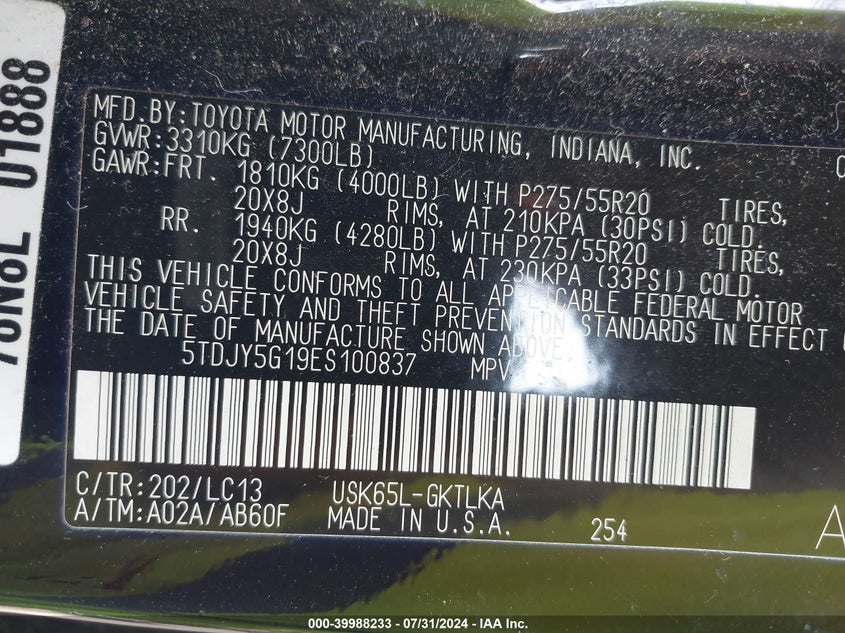 MFD.BY:TOYOTA MOTOR MANUFACTURING, INDIANA, INC.
GVWR:3310KG (7300LB)
GAWR:FRT. 1810KG (4000LB) WITH P275/55R20 TIRES,
20X8J RIMS, AT 210KPA (30PSI) COLD.
RR. 1940KG (4280LB) WITH P275/55R20 TIRES,
20X8J RIMS, AT 230KPA (33PSI) COLD.
THIS VEHICLE CONFORMS TO ALL APPLICABLE FEDERAL MOTOR
VEHICLE SAFETY AND THEFT PREVENTION STANDARDS IN EFFECT
THE DATE OF MANUFACTURE SHOWN ABOVE.
5TDJY5G19ES100837 MPV
C/TR:202/LC13 USK65L-GKTLKA
A/TM:A02A/AB60F MADE IN U.S.A. 254
01888
000-39988233 - 07/31/2024 - IAA Inc.